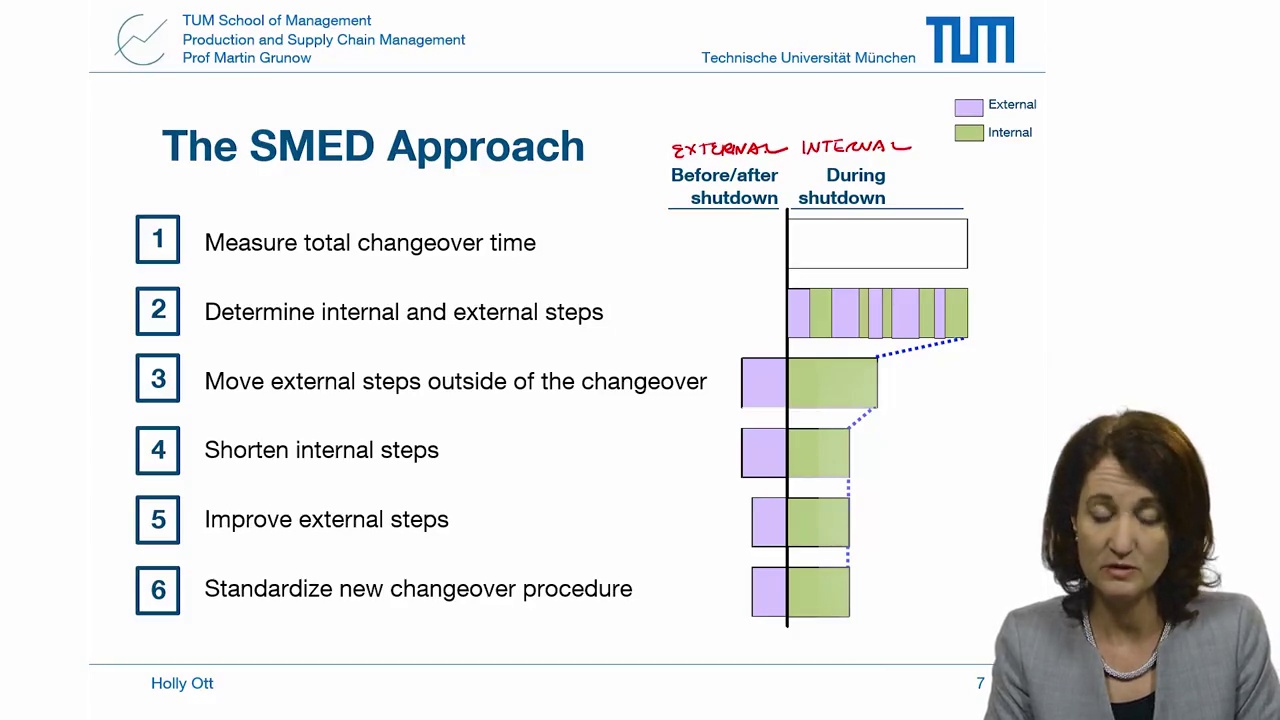 TUM School of Management
Production and Supply Chain Management
Prof Martin Grunow
Technische Universität München
TUM
External
Internal
The SMED Approach
EXTERNAL INTERNAL
Before/after
shutdown
During
shutdown
1 Measure total changeover time
2 Determine internal and external steps
3 Move external steps outside of the changeover
4 Shorten internal steps
5 Improve external steps
6 Standardize new changeover procedure
Holly Ott
7